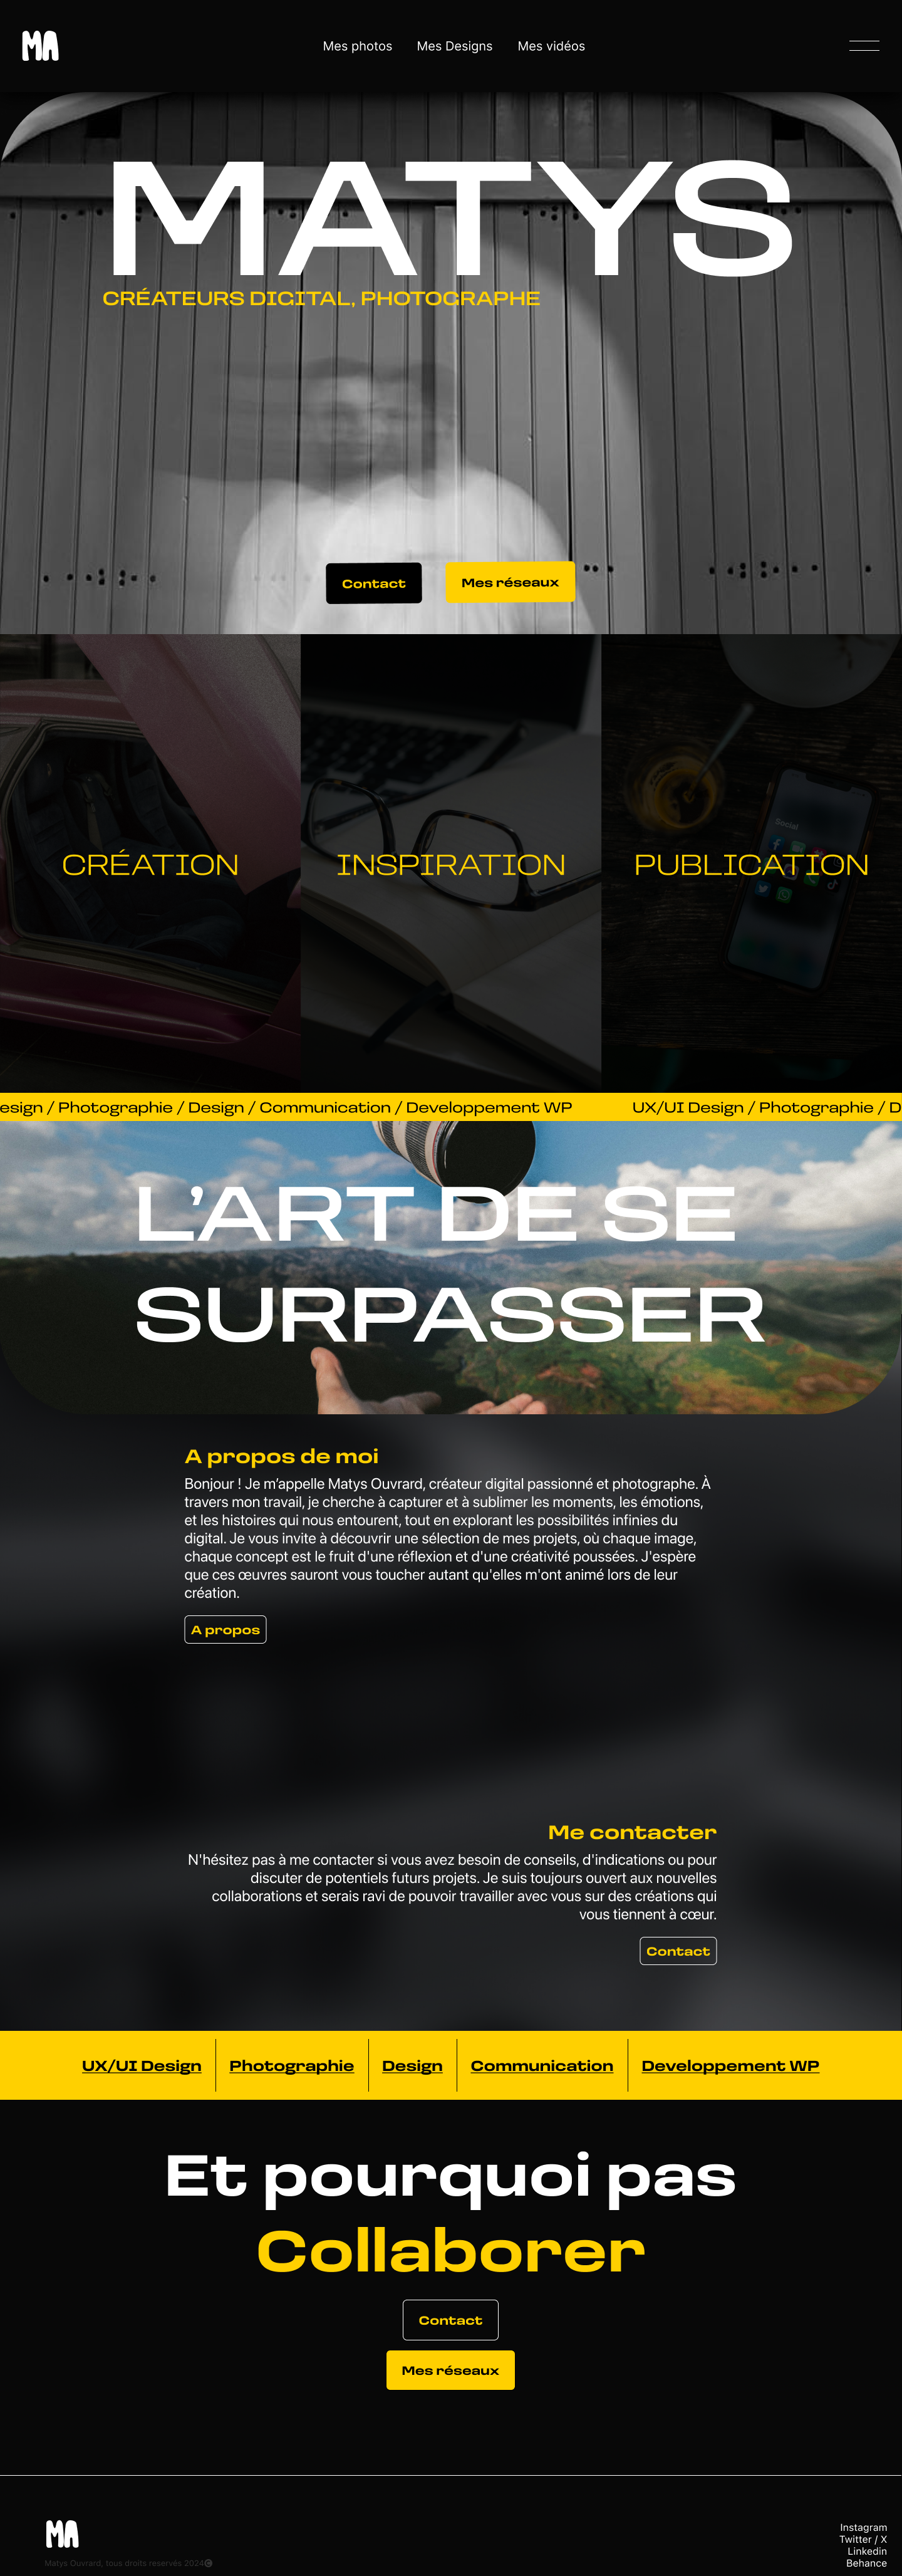 MA
Mes photos Mes Designs Mes vidéos
MATYS
CRÉATEURS DIGITAL, PHOTOGRAPHE
Contact Mes réseaux
Social
CRÉATION INSPIRATION PUBLICATION
esign / Photographie / Design / Communication / Developpement WP UX/UI Design / Photographie / D
L’ART DE SE
SURPASSER
A propos de moi
Bonjour ! Je m’appelle Matys Ouvrard, créateur digital passionné et photographe. À
travers mon travail, je cherche à capturer et à sublimer les moments, les émotions,
et les histoires qui nous entourent, tout en explorant les possibilités infinies du
digital. Je vous invite à découvrir une sélection de mes projets, où chaque image,
chaque concept est le fruit d'une réflexion et d'une créativité poussées. J'espère
que ces œuvres sauront vous toucher autant qu'elles m'ont animé lors de leur
création.
A propos
Me contacter
N'hésitez pas à me contacter si vous avez besoin de conseils, d'indications ou pour
discuter de potentiels futurs projets. Je suis toujours ouvert aux nouvelles
collaborations et serais ravi de pouvoir travailler avec vous sur des créations qui
vous tiennent à cœur.
Contact
UX/UI Design Photographie Design Communication Developpement WP
Et pourquoi pas
Collaborer
Contact
Mes réseaux
MA
Matys Ouvrard, tous droits reservés 2024©
Instagram
Twitter / X
Linkedin
Behance